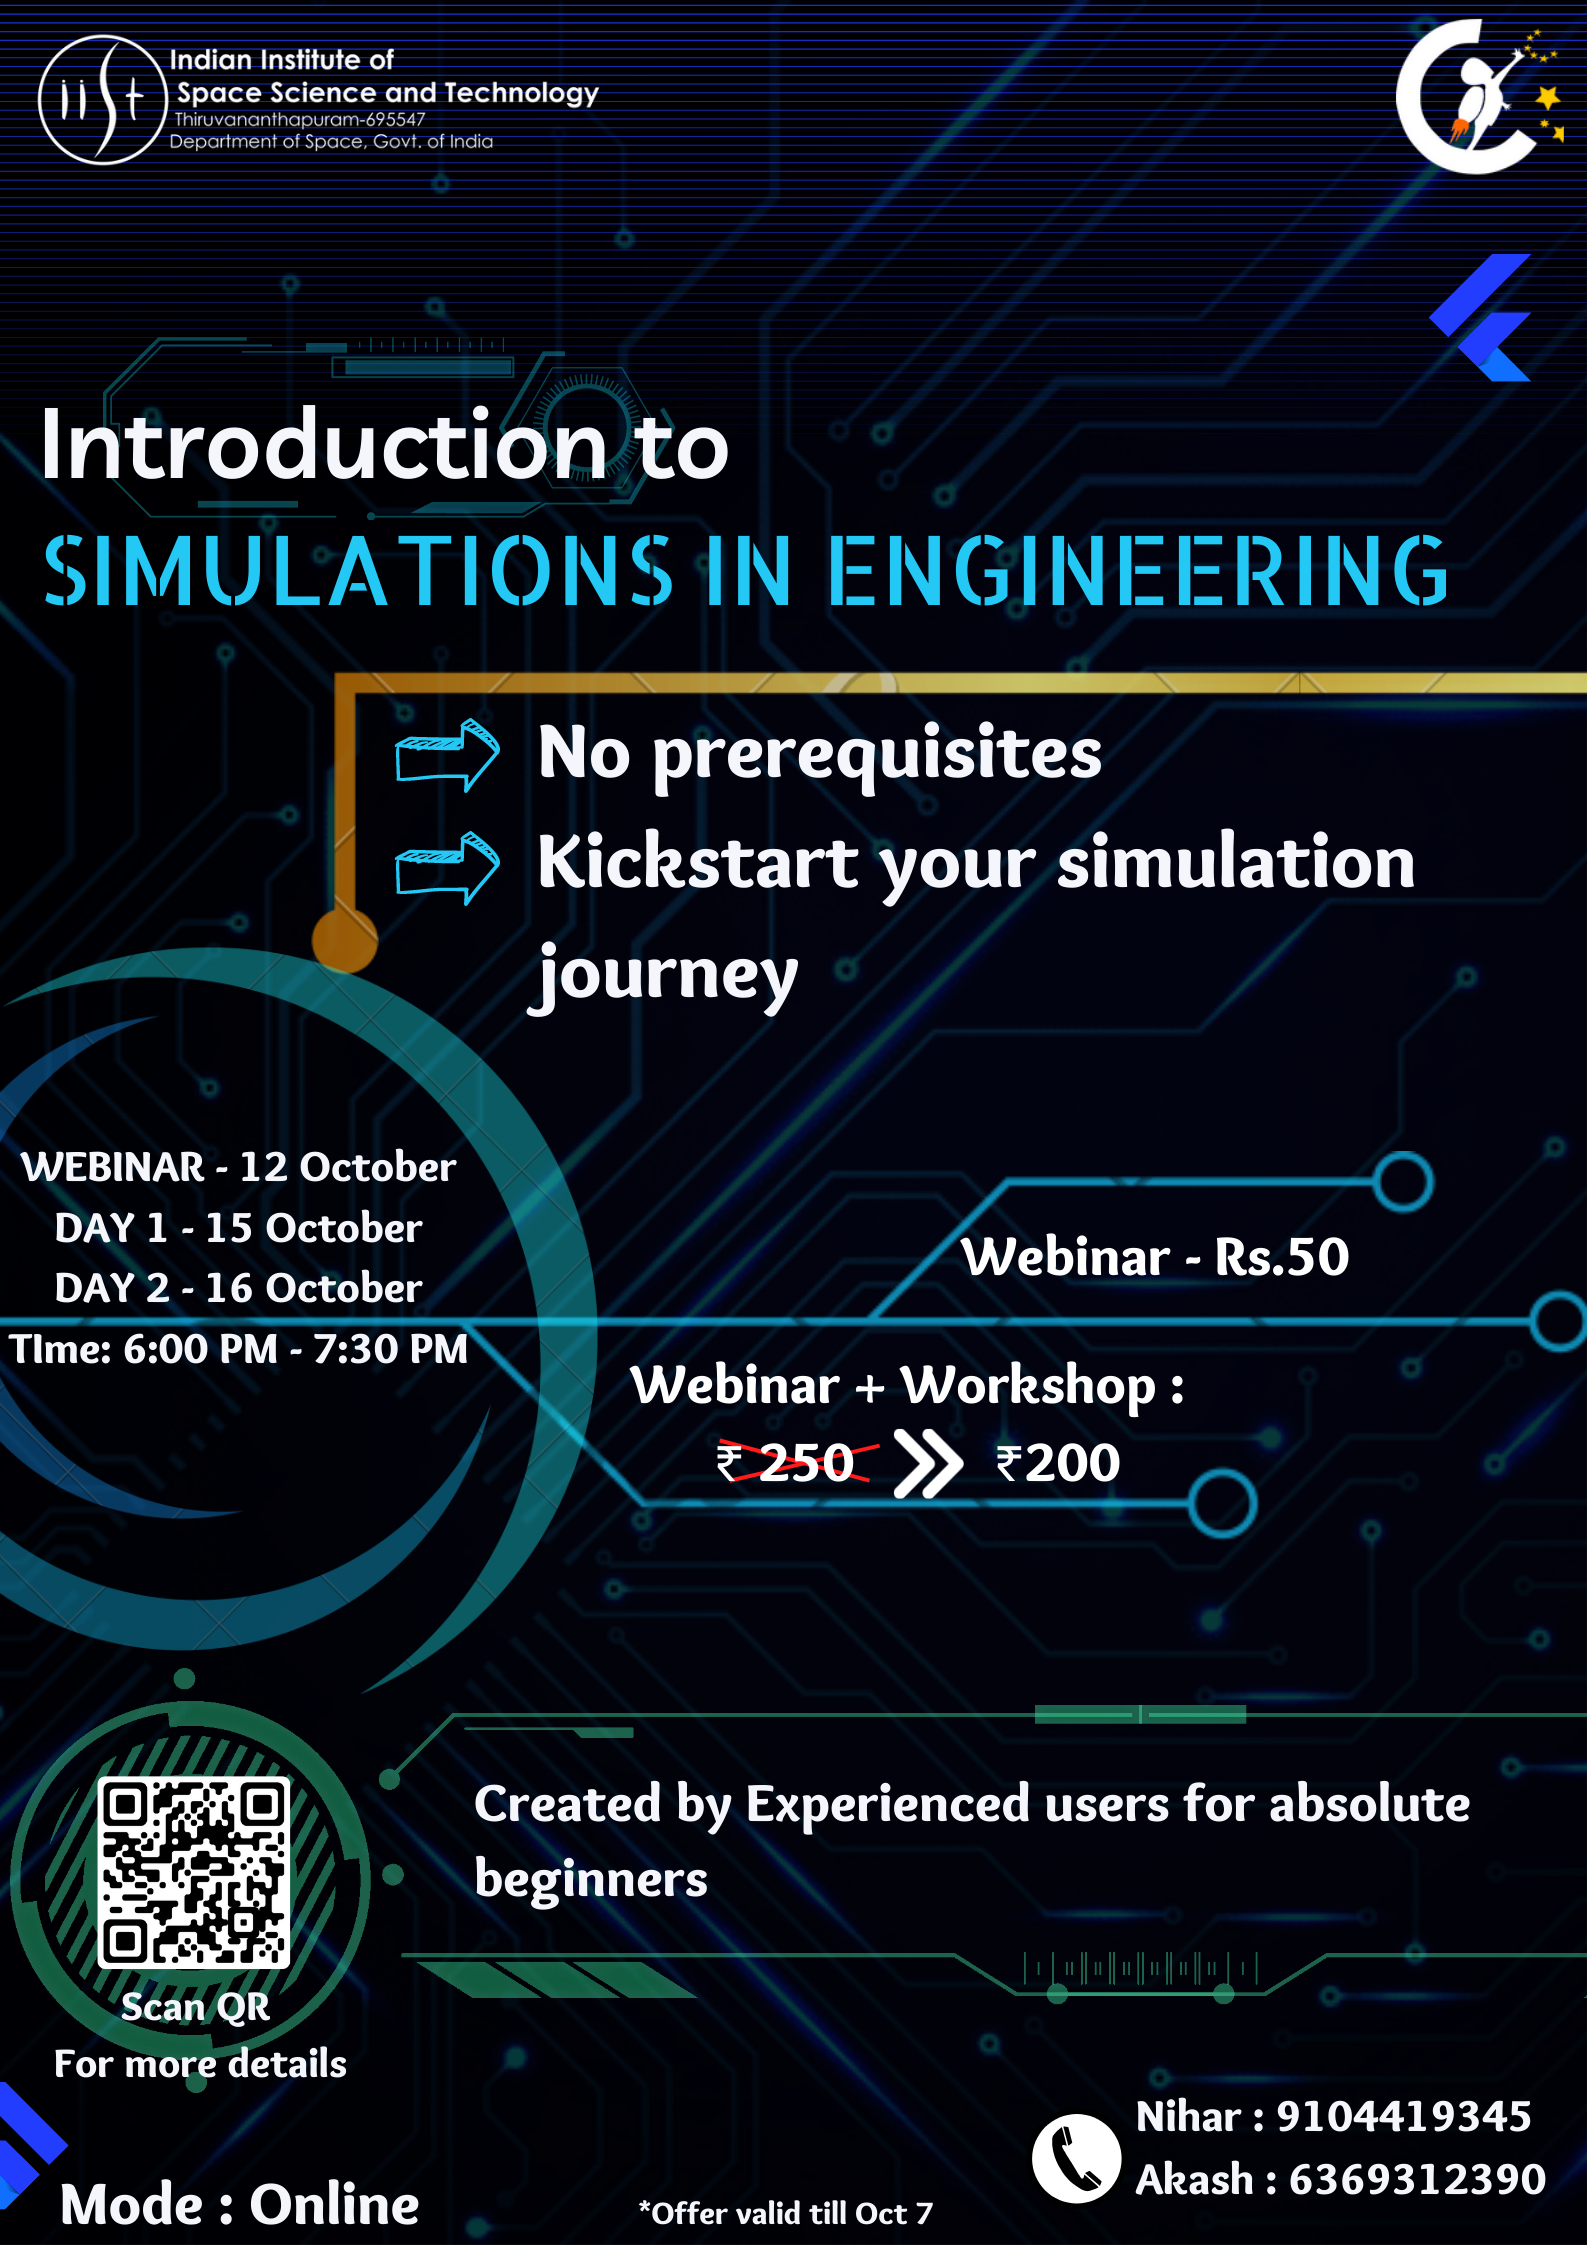 iist
Indian Institute of
Space Science and Technology
Thiruvananthapuram-695547
Department of Space, Govt. of India
Introduction to
SIMULATIONS IN ENGINEERING
No prerequisites
Kickstart your simulation
journey
WEBINAR - 12 October
DAY 1 - 15 October
DAY 2 - 16 October
TIme: 6:00 PM - 7:30 PM
Webinar - Rs.50
Webinar + Workshop :
₹ 250 ₹200
Created by Experienced users for absolute
beginners
Scan QR
For more details
Nihar : 9104419345
Akash : 6369312390
Mode : Online
*Offer valid till Oct 7